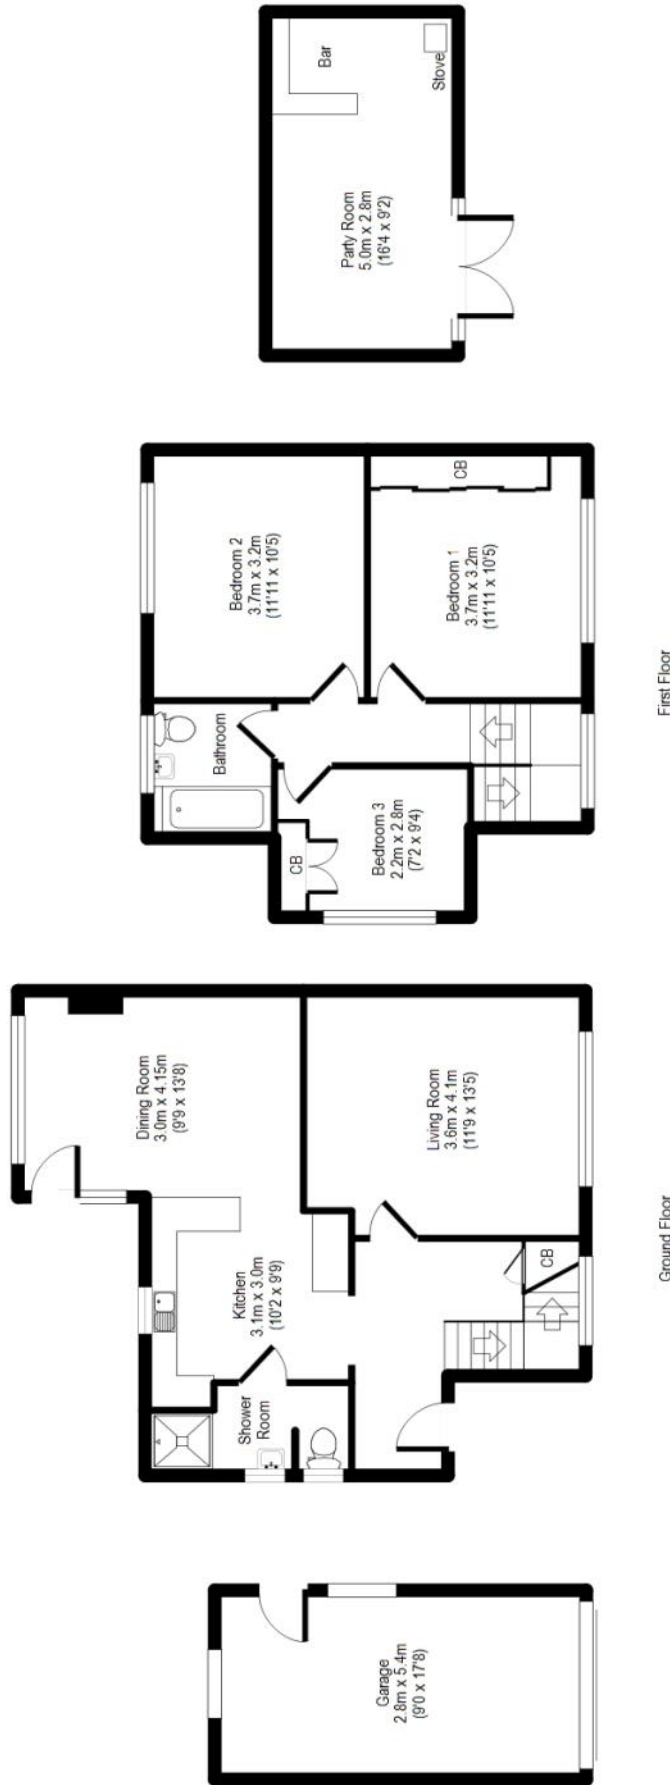 Garage
2.8m x 5.4m
(9'0 x 17'8)
Dining Room
3.0m x 4.15m
(9'9 x 13'8)
Kitchen
3.1m x 3.0m
(10'2 x 9'9)
Shower
Room
Living Room
3.6m x 4.1m
(11'9 x 13'5)
CB
Ground Floor
Bedroom 2
3.7m x 3.2m
(11'11 x 10'5)
Bathroom
CB
Bedroom 3
2.2m x 2.8m
(7'2 x 9'4)
Bedroom 1
3.7m x 3.2m
(11'11 x 10'5)
CB
First Floor
Bar
Stove
Party Room
5.0m x 2.8m
(16'4 x 9'2)